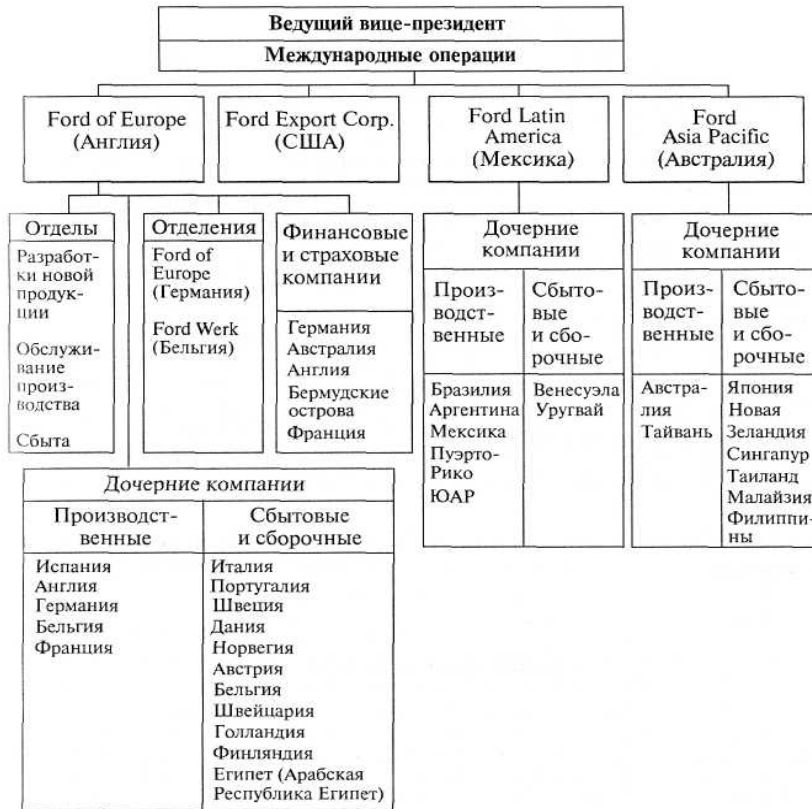 Ведущий вице-президент
Международные операции
Ford of Europe
(Англия)
Ford Export Corp.
(США)
Ford Latin
America
(Мексика)
Ford
Asia Pacific
(Австралия)
Отделы
Разработ-
ки новой
продук-
ции
Обслужи-
вание
произ-
водства
Сбыта
Отделения
Ford of
Europe
(Германия)
Ford Werk
(Бельгия)
Финансовые
и страховые
компании
Германия
Австралия
Англия
Бермудские
острова
Франция
Дочерние
компании
Произ-
водст-
венные
Сбыто-
вые
и сбо-
рочные
Бразилия
Аргентина
Мексика
Пуэрто-
Рико
ЮАР
Венесуэла
Уругвай
Дочерние
компании
Произ-
водст-
венные
Сбыто-
вые
и сбо-
рочные
Австра-
лия
Тайвань
Япония
Новая
Зеландия
Сингапур
Таиланд
Малайзия
Филиппи-
ны
Дочерние компании
Производст-
венные
Сбытовые
и сборочные
Испания
Англия
Германия
Бельгия
Франция
Италия
Португалия
Швеция
Дания
Норвегия
Австрия
Бельгия
Швейцария
Голландия
Финляндия
Египет (Арабская
Республика Египет)